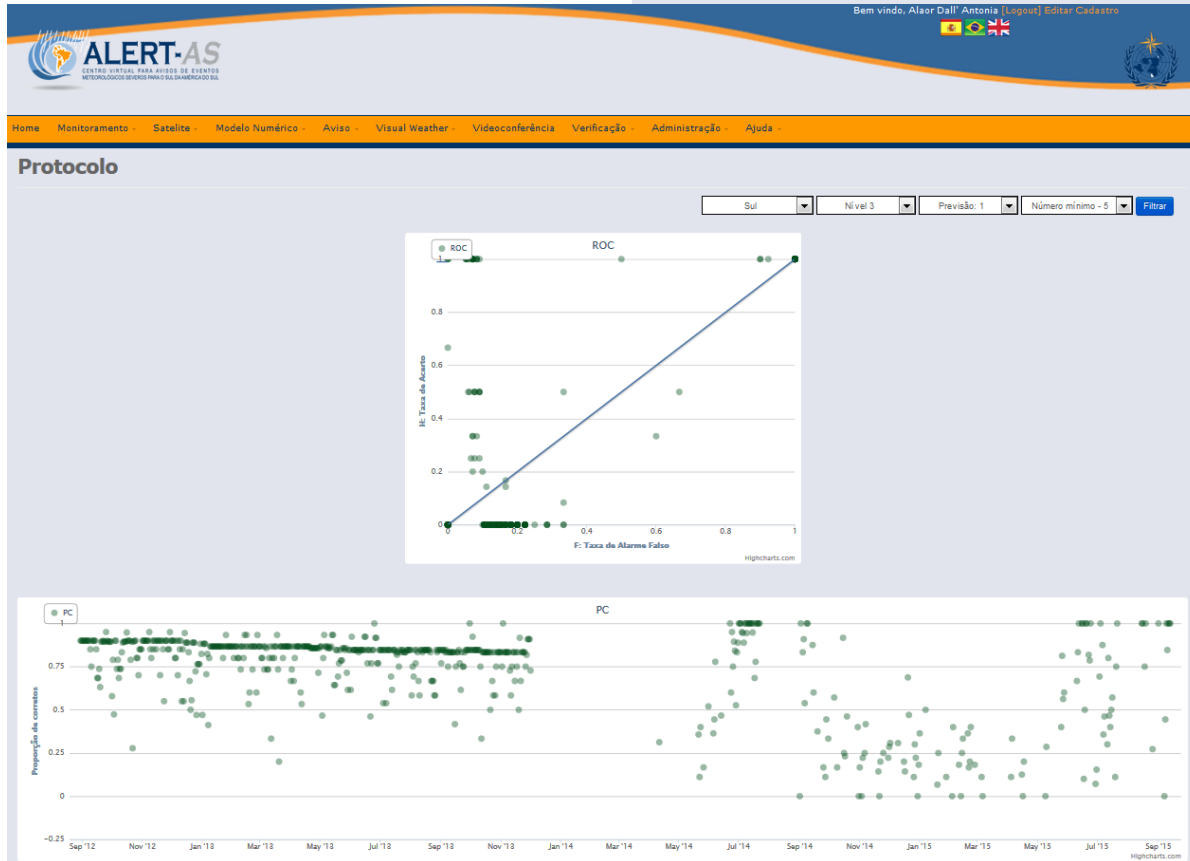 Bem vindo, Alaor Dall' Antonia [Logout] Editar Cadastro
ALERT-AS
CENTRO VIRTUAL PARA AVISOS DE EVENTOS
METEOROLÓGICOS SEVEROS PARA O SUL DA AMÉRICA DO SUL
Home Monitoramento - Satelite - Modelo Numérico - Aviso - Visual Weather - Videoconferência Verificação - Administração - Ajuda -
Protocolo
Sul Nível 3 Previsão: 1 Número mínimo - 5 Filtrar
ROC ROC
1
0.8
0.6
0.4
0.2
0
H: Taxa de Acerto
0 0.2 0.4 0.6 0.8 1
F: Taxa de Alarme Falso
Highcharts.com
PC PC
1
0.75
0.5
0.25
0
-0.25
Proporção de corretos
Sep '12 Nov '12 Jan '13 Mar '13 May '13 Jul '13 Sep '13 Nov '13 Jan '14 Mar '14 May '14 Jul '14 Sep '14 Nov '14 Jan '15 Mar '15 May '15 Jul '15 Sep '15
Highcharts.com